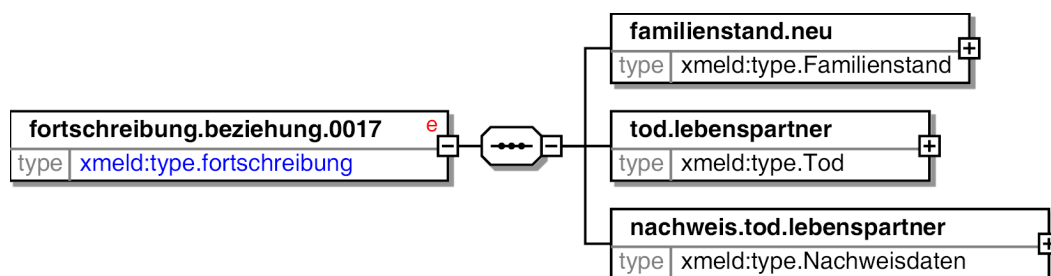 familienstand.neu
type xmeld:type.Familienstand
fortschreibung.beziehung.0017 e
type xmeld:type.fortschreibung
tod.lebenspartner
type xmeld:type.Tod
nachweis.tod.lebenspartner
type xmeld:type.Nachweisdaten